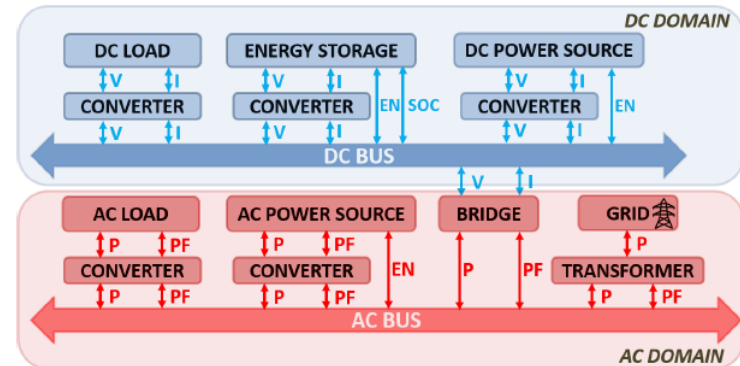 DC DOMAIN
DC LOAD ENERGY STORAGE DC POWER SOURCE
V I V I EN SOC V I EN
CONVERTER CONVERTER CONVERTER
V I V I V I
DC BUS
V I
AC LOAD AC POWER SOURCE BRIDGE GRID
P PF P PF EN P PF P
CONVERTER CONVERTER TRANSFORMER
P PF P PF P PF
AC BUS
AC DOMAIN